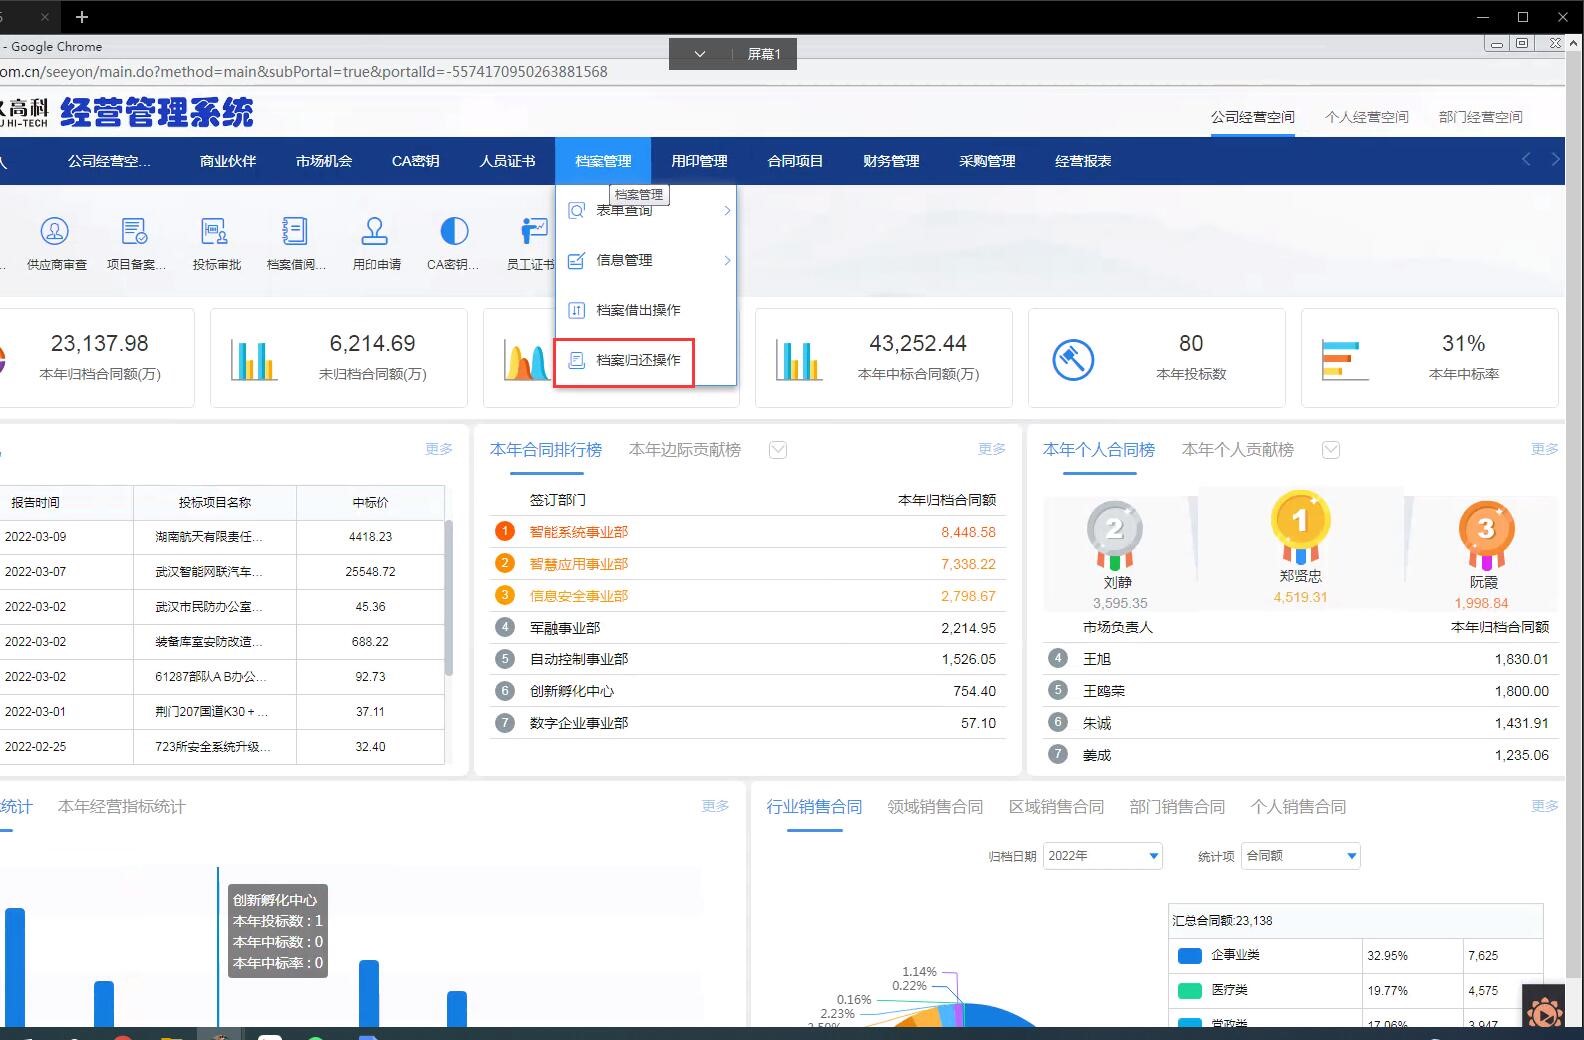 - Google Chrome
屏幕1
om.cn/seeyon/main.do?method=main&subPortal=true&portalId=-5574170950263881568
高科 经营管理系统
U HI-TECH
公司经营空间 个人经营空间 部门经营空间
人 公司经营空... 商业伙伴 市场机会 CA密钥 人员证书 档案管理 用印管理 合同项目 财务管理 采购管理 经营报表
档案管理
表单查询
信息管理
档案借出操作
档案归还操作
... 供应商审查 项目备案... 投标审批 档案借阅... 用印申请 CA密钥... 员工证书
23,137.98 6,214.69 43,252.44 80 31%
本年归档合同额(万) 未归档合同额(万) 本年中标合同额(万) 本年投标数 本年中标率
更多
报告时间 投标项目名称 中标价
2022-03-09 湖南航天有限责任... 4418.23
2022-03-07 武汉智能网联汽车... 25548.72
2022-03-02 武汉市民防办公室... 45.36
2022-03-02 装备库室安防改造... 688.22
2022-03-02 61287部队A B办公... 92.73
2022-03-01 荆门207国道K30＋... 37.11
2022-02-25 723所安全系统升级... 32.40
本年合同排行榜 本年边际贡献榜 更多
签订部门 本年归档合同额
1 智能系统事业部 8,448.58
2 智慧应用事业部 7,338.22
3 信息安全事业部 2,798.67
4 军融事业部 2,214.95
5 自动控制事业部 1,526.05
6 创新孵化中心 754.40
7 数字企业事业部 57.10
本年个人合同榜 本年个人贡献榜 更多
2 1 3
刘静 郑贤忠 阮霞
3,595.35 4,519.31 1,998.84
市场负责人 本年归档合同额
4 王旭 1,830.01
5 王鸥荣 1,800.00
6 朱诚 1,431.91
7 姜成 1,235.06
统计 本年经营指标统计 更多
创新孵化中心
本年投标数 : 1
本年中标数 : 0
本年中标率 : 0
行业销售合同 领域销售合同 区域销售合同 部门销售合同 个人销售合同 更多
归档日期 2022年 统计项 合同额
汇总合同额:23,138
企事业类 32.95% 7,625
医疗类 19.77% 4,575
党政类 17.06% 3,947
1.14%
0.22%
0.16%
2.23%